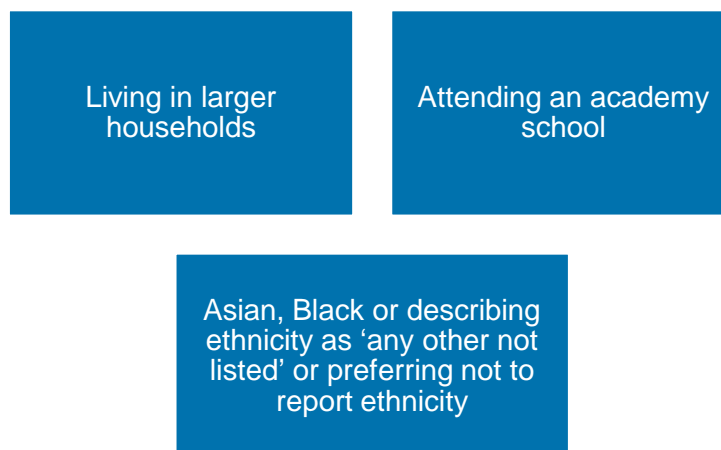 Living in larger
households
Attending an academy
school
Asian, Black or describing
ethnicity as ‘any other not
listed’ or preferring not to
report ethnicity